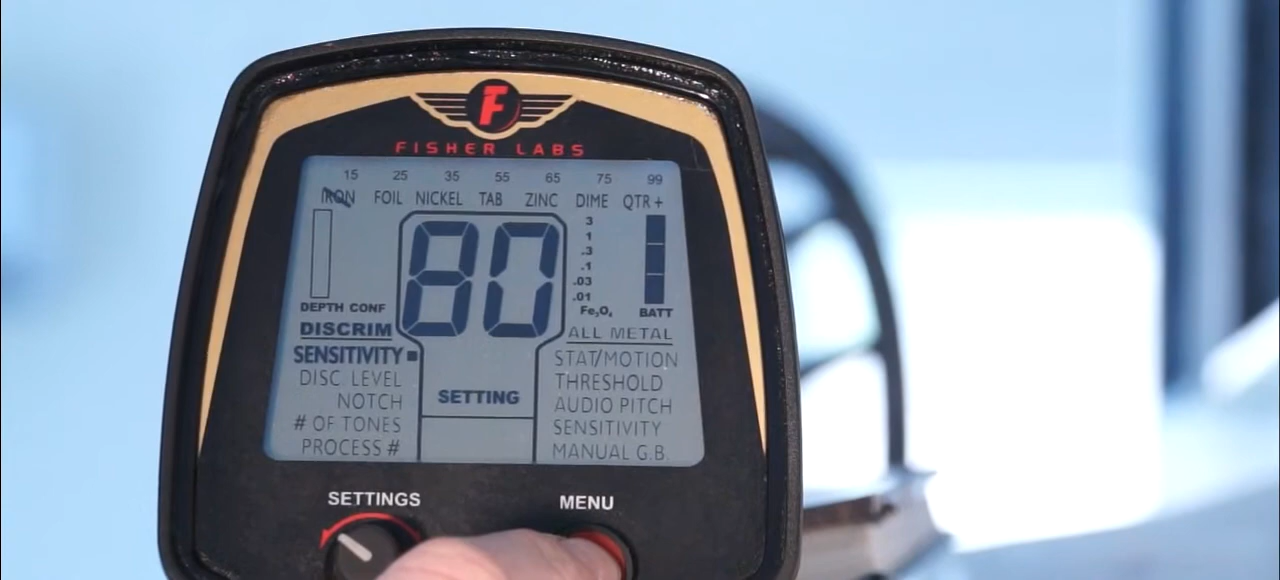 F
FISHER LABS
15 25 35 55 65 75 99
IRON FOIL NICKEL TAB ZINC DIME QTR+
80
3
1
.3
.1
.03
.01
Fe₃O₄
DEPTH CONF
BATT
DISCRIM
SENSITIVITY
DISC. LEVEL
NOTCH
# OF TONES
PROCESS #
SETTING
ALL METAL
STAT/MOTION
THRESHOLD
AUDIO PITCH
SENSITIVITY
MANUAL G.B.
SETTINGS
MENU